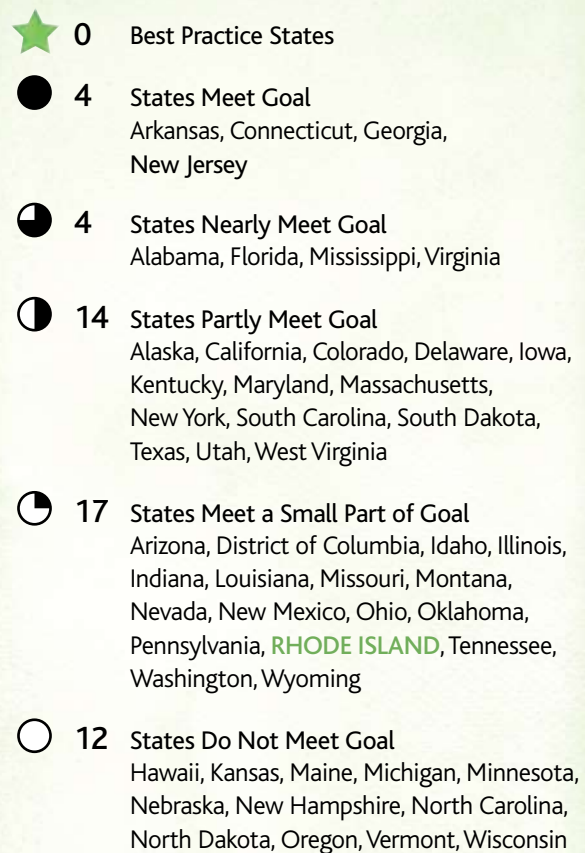 0 Best Practice States
4 States Meet Goal
Arkansas, Connecticut, Georgia,
New Jersey
4 States Nearly Meet Goal
Alabama, Florida, Mississippi, Virginia
14 States Partly Meet Goal
Alaska, California, Colorado, Delaware, Iowa,
Kentucky, Maryland, Massachusetts,
New York, South Carolina, South Dakota,
Texas, Utah, West Virginia
17 States Meet a Small Part of Goal
Arizona, District of Columbia, Idaho, Illinois,
Indiana, Louisiana, Missouri, Montana,
Nevada, New Mexico, Ohio, Oklahoma,
Pennsylvania, RHODE ISLAND, Tennessee,
Washington, Wyoming
12 States Do Not Meet Goal
Hawaii, Kansas, Maine, Michigan, Minnesota,
Nebraska, New Hampshire, North Carolina,
North Dakota, Oregon, Vermont, Wisconsin